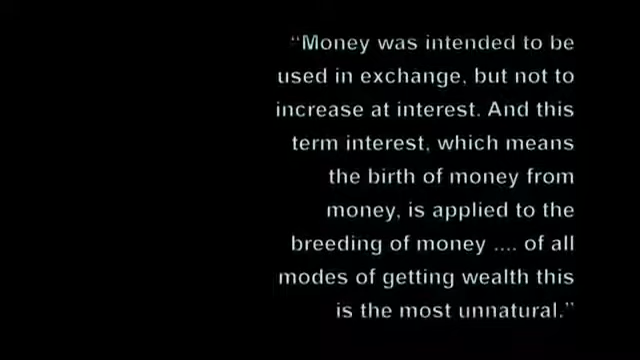 “Money was intended to be
used in exchange, but not to
increase at interest. And this
term interest, which means
the birth of money from
money, is applied to the
breeding of money .... of all
modes of getting wealth this
is the most unnatural.”